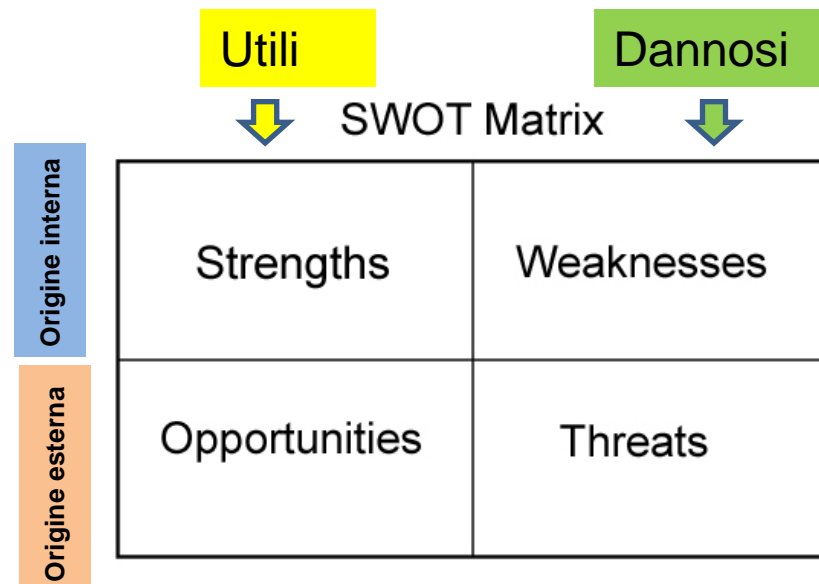 Utili
Dannosi
SWOT Matrix
Origine interna
Strengths
Weaknesses
Origine esterna
Opportunities
Threats